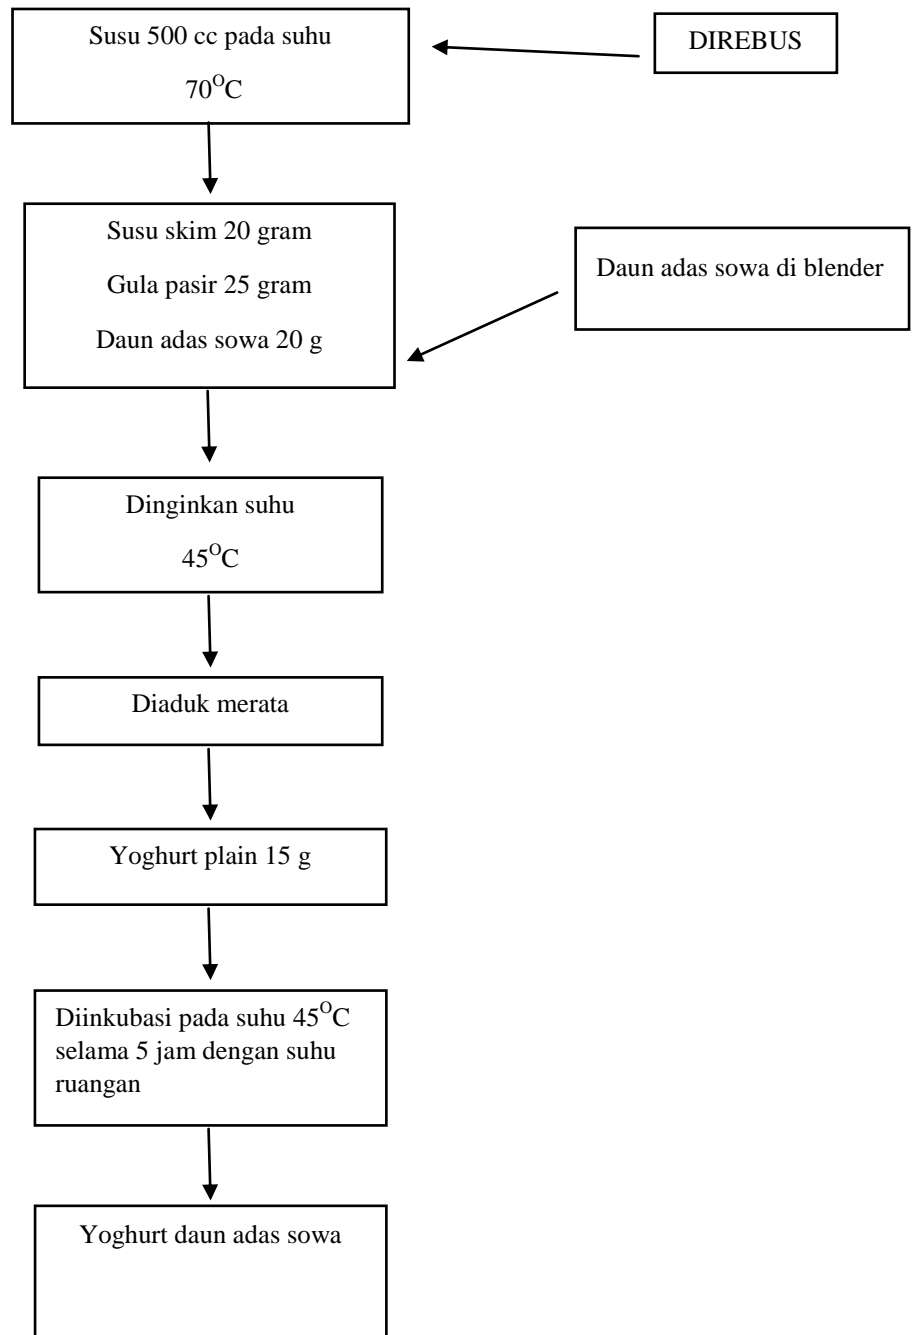 Susu 500 cc pada suhu
70°C
DIREBUS
Susu skim 20 gram
Gula pasir 25 gram
Daun adas sowa 20 g
Daun adas sowa di blender
Dinginkan suhu
45°C
Diaduk merata
Yoghurt plain 15 g
Diinkubasi pada suhu 45°C
selama 5 jam dengan suhu
ruangan
Yoghurt daun adas sowa